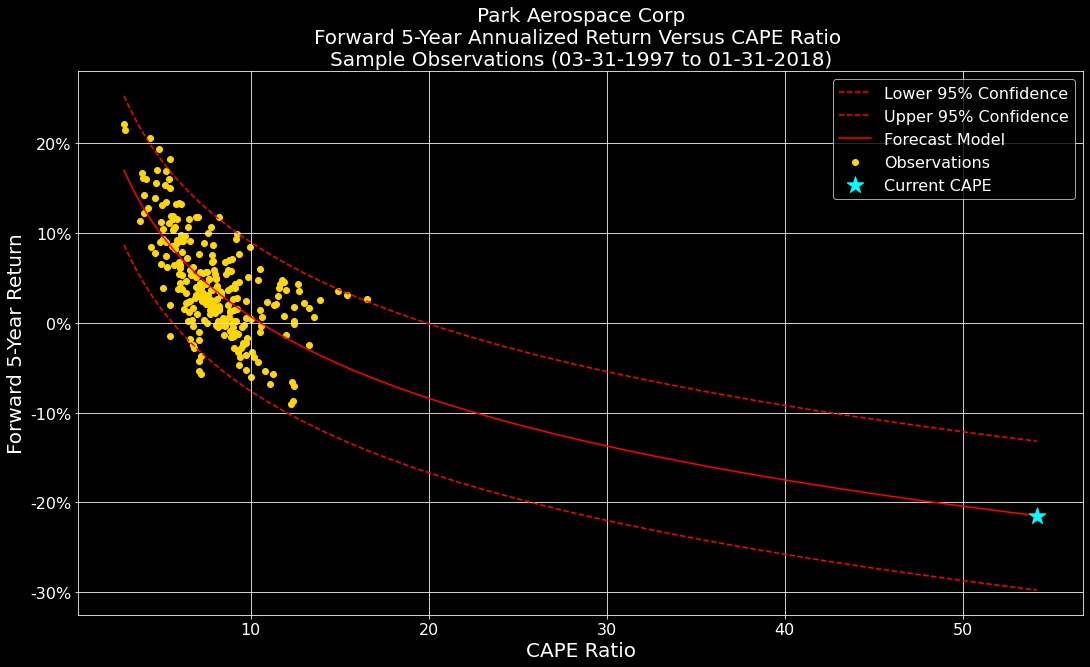 Park Aerospace Corp
Forward 5-Year Annualized Return Versus CAPE Ratio
Sample Observations (03-31-1997 to 01-31-2018)
Lower 95% Confidence
Upper 95% Confidence
Forecast Model
Observations
Current CAPE
Forward 5-Year Return
20%
10%
0%
-10%
-20%
-30%
10 20 30 40 50
CAPE Ratio